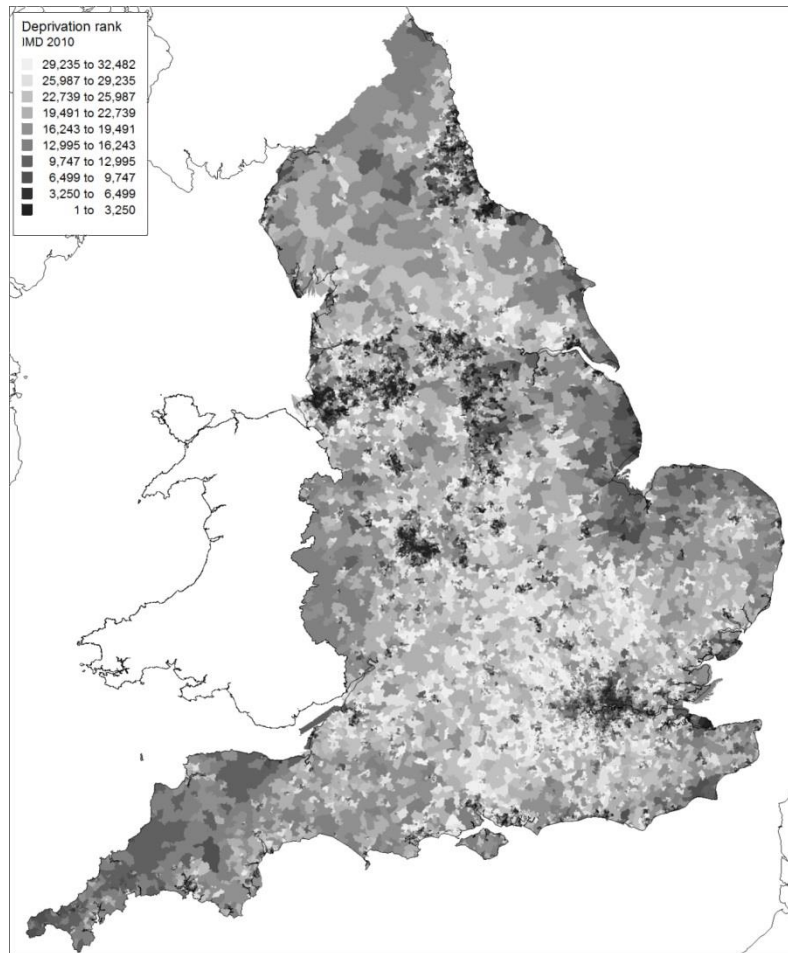 Deprivation rank
IMD 2010
29,235 to 32,482
25,987 to 29,235
22,739 to 25,987
19,491 to 22,739
16,243 to 19,491
12,995 to 16,243
9,747 to 12,995
6,499 to 9,747
3,250 to 6,499
1 to 3,250